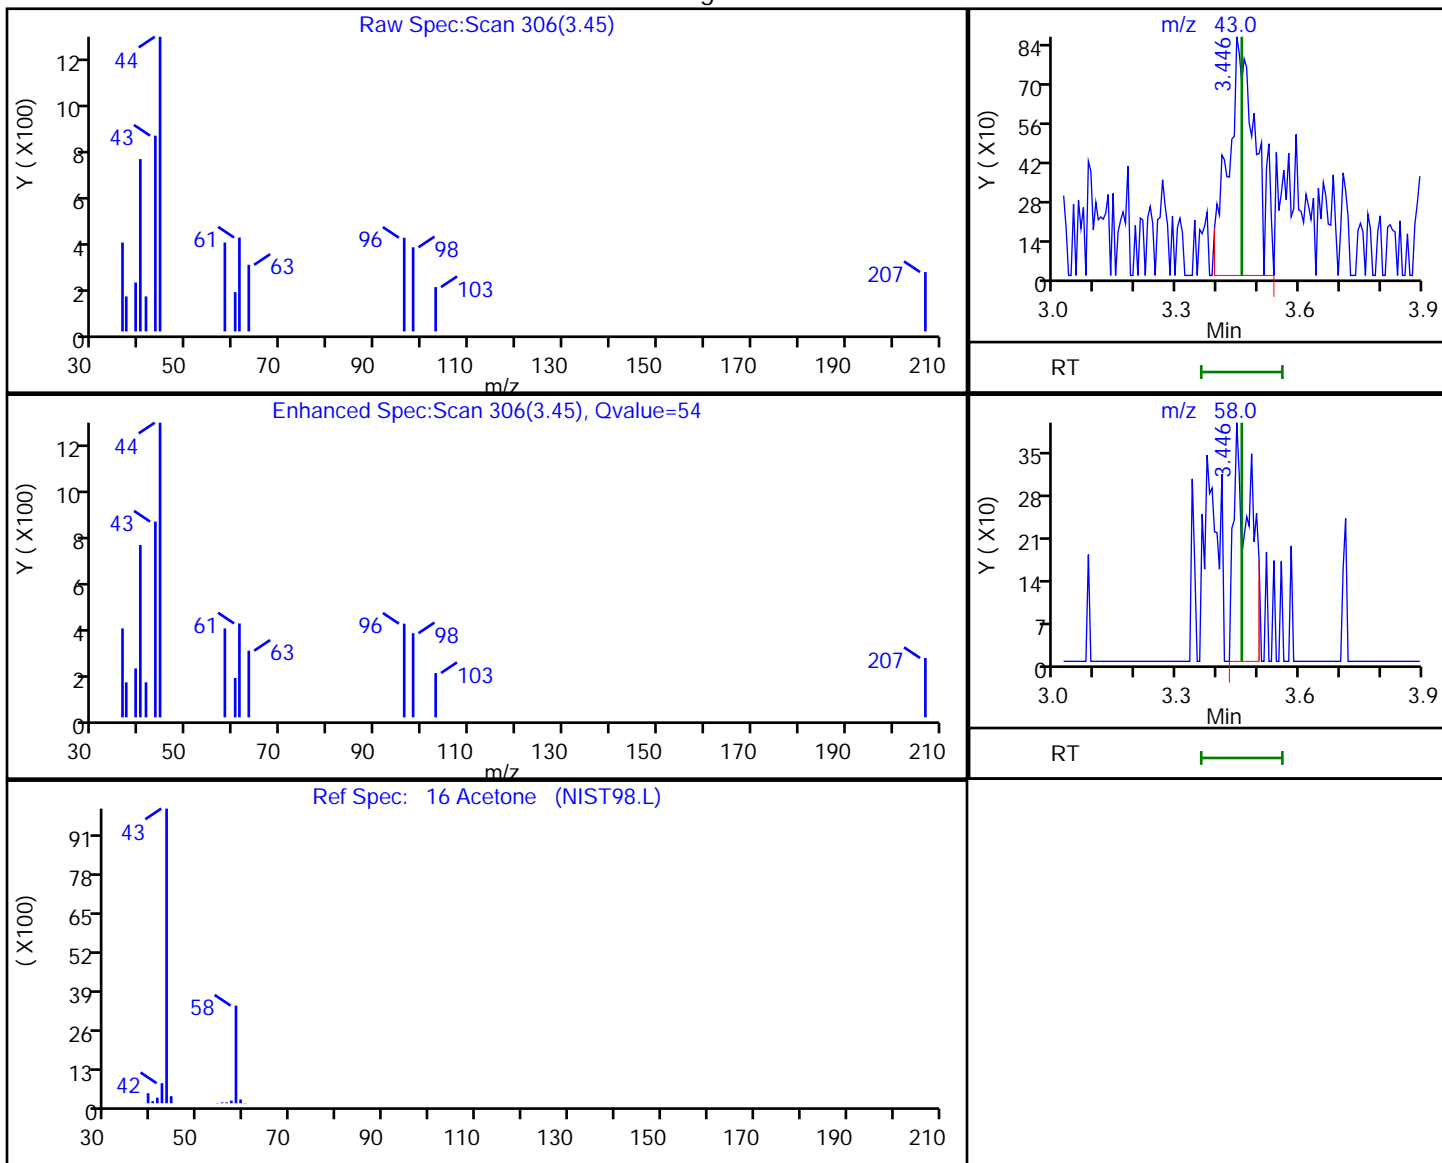 Raw Spec:Scan 306(3.45)
Y ( X100)
12
10
8
6
4
2
0
44
43
61
63
96
98
103
207
30 50 70 90 110 130 150 170 190 210
m/z
m/z 43.0
Y ( X10)
84
70
56
42
28
14
0
3.446
3.0 3.3 3.6 3.9
Min
RT
Enhanced Spec:Scan 306(3.45), Qvalue=54
Y ( X100)
12
10
8
6
4
2
0
44
43
61
63
96
98
103
207
30 50 70 90 110 130 150 170 190 210
m/z
m/z 58.0
Y ( X10)
35
28
21
14
7
0
3.446
3.0 3.3 3.6 3.9
Min
RT
Ref Spec: 16 Acetone (NIST98.L)
( X100)
91
78
65
52
39
26
13
0
43
58
42
30 50 70 90 110 130 150 170 190 210